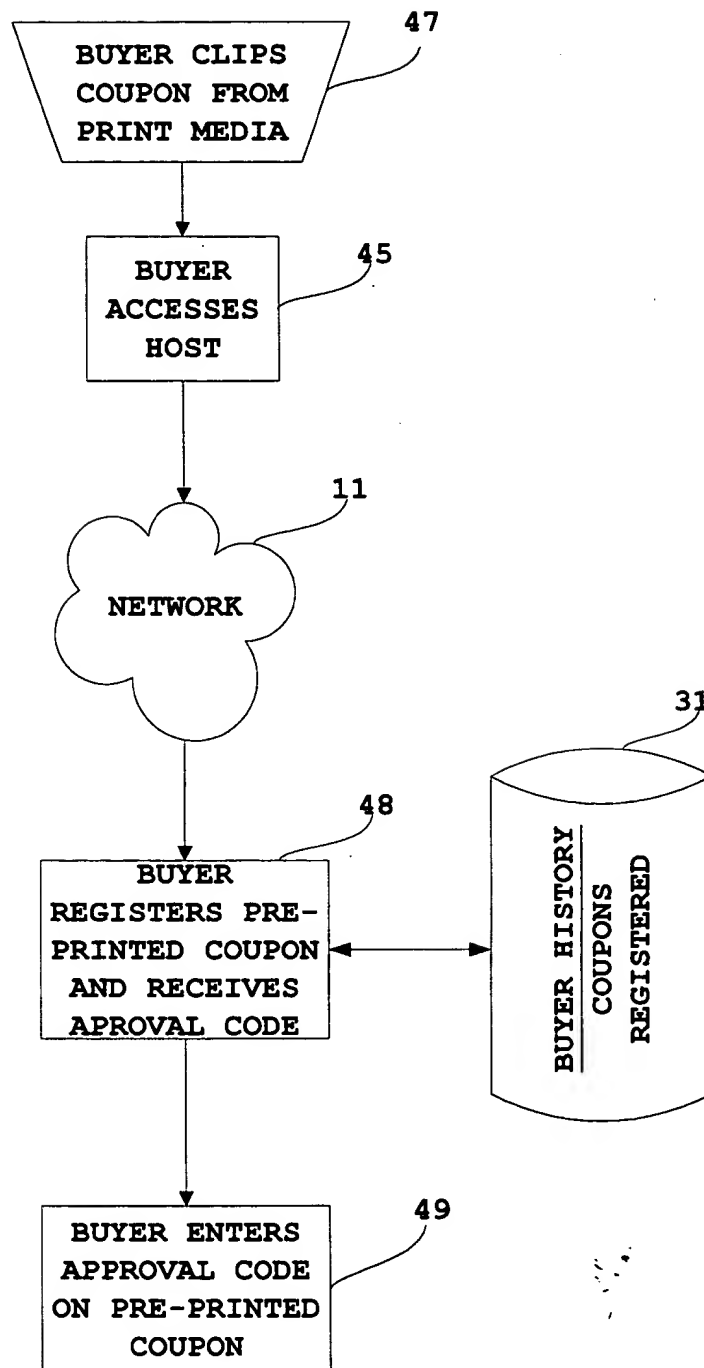 47
BUYER CLIPS
COUPON FROM
PRINT MEDIA
45
BUYER
ACCESSES
HOST
11
NETWORK
31
48
BUYER
REGISTERS PRE-
PRINTED COUPON
AND RECEIVES
APROVAL CODE
BUYER HISTORY
COUPONS
REGISTERED
49
BUYER ENTERS
APPROVAL CODE
ON PRE-PRINTED
COUPON